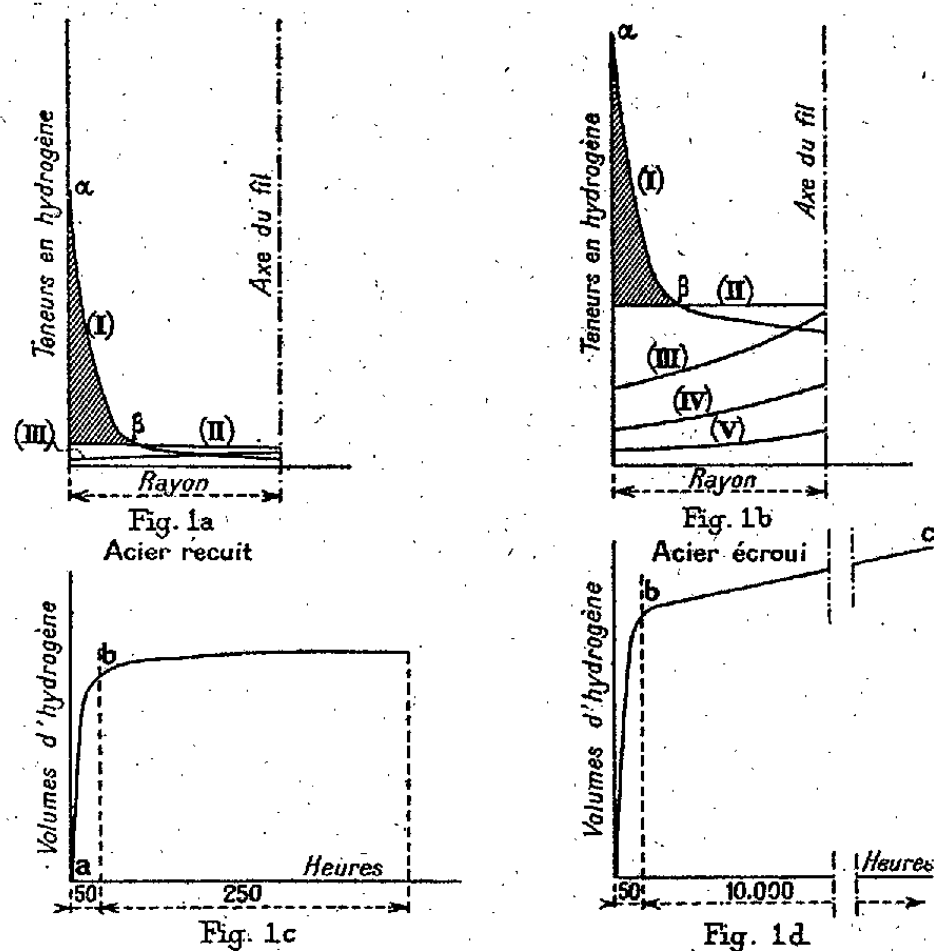 Teneurs en hydrogène
α
(I)
β
(II)
(III)
Axe du fil
Rayon
Fig. 1a
Acier recuit
Teneurs en hydrogène
α
(I)
β
(II)
(III)
(IV)
(V)
Axe du fil
Rayon
Fig. 1b
Acier écroui
Volumes d'hydrogène
a
b
Heures
50
250
Fig. 1c
Volumes d'hydrogène
b
c
Heures
50
10.000
Fig. 1d